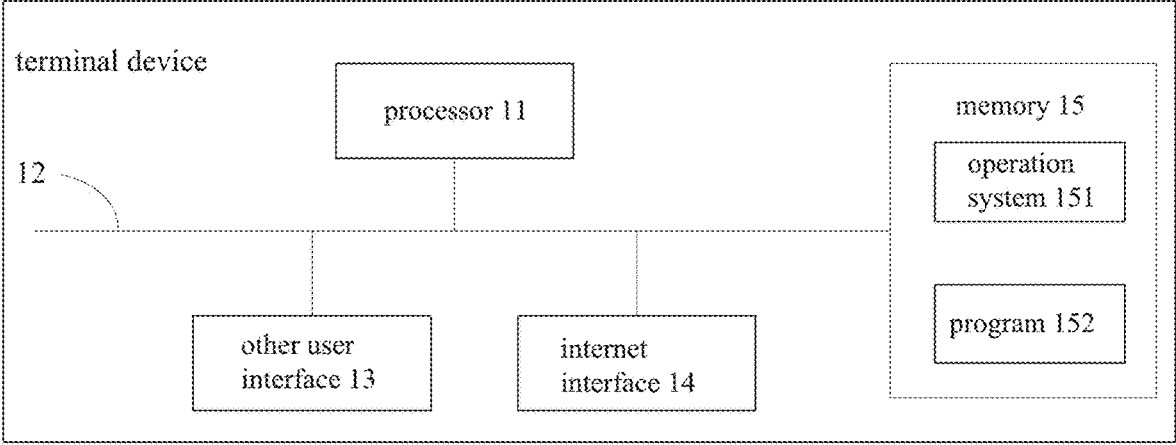 terminal device
processor 11
memory 15
operation
system 151
12
program 152
other user
interface 13
internet
interface 14